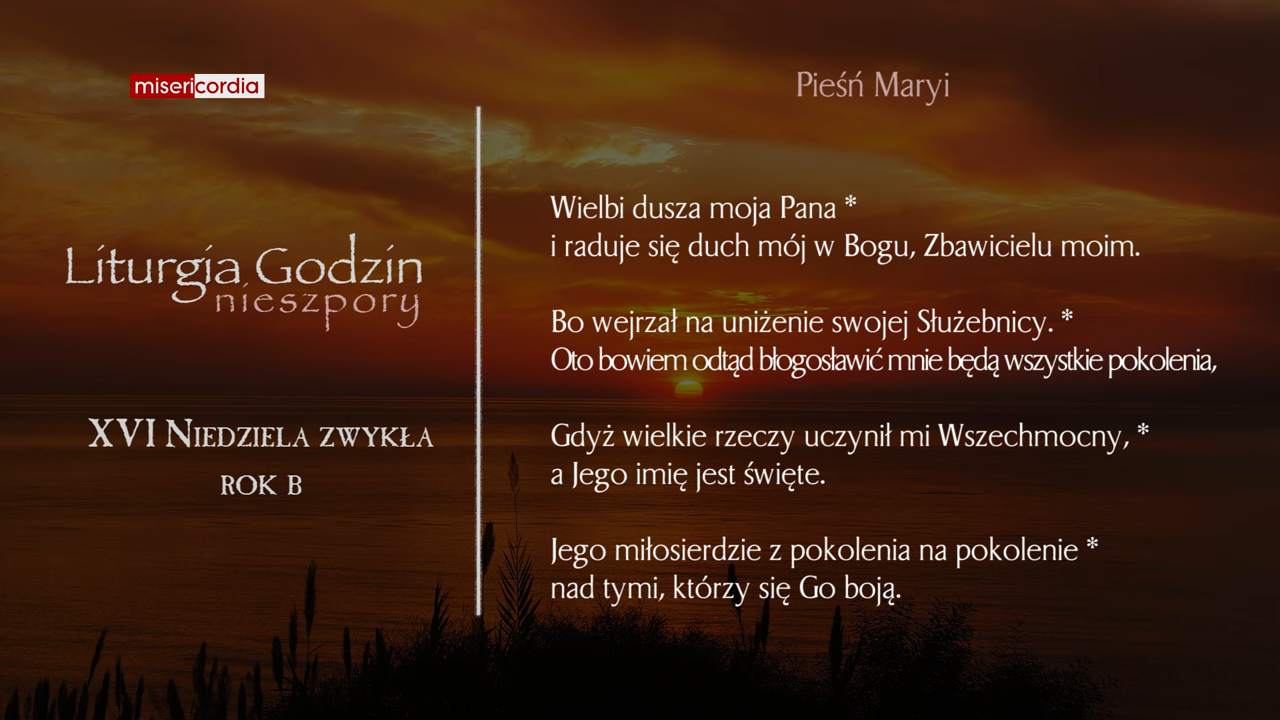 misericordia
Liturgia Godzin
nieszpory
XVI Niedziela zwykła
rok B
Pieśń Maryi
Wielbi dusza moja Pana *
i raduje się duch mój w Bogu, Zbawicielu moim.
Bo wejrzał na uniżenie swojej Służebnicy. *
Oto bowiem odtąd błogosławić mnie będą wszystkie pokolenia,
Gdyż wielkie rzeczy uczynił mi Wszechmocny, *
a Jego imię jest święte.
Jego miłosierdzie z pokolenia na pokolenie *
nad tymi, którzy się Go boją.